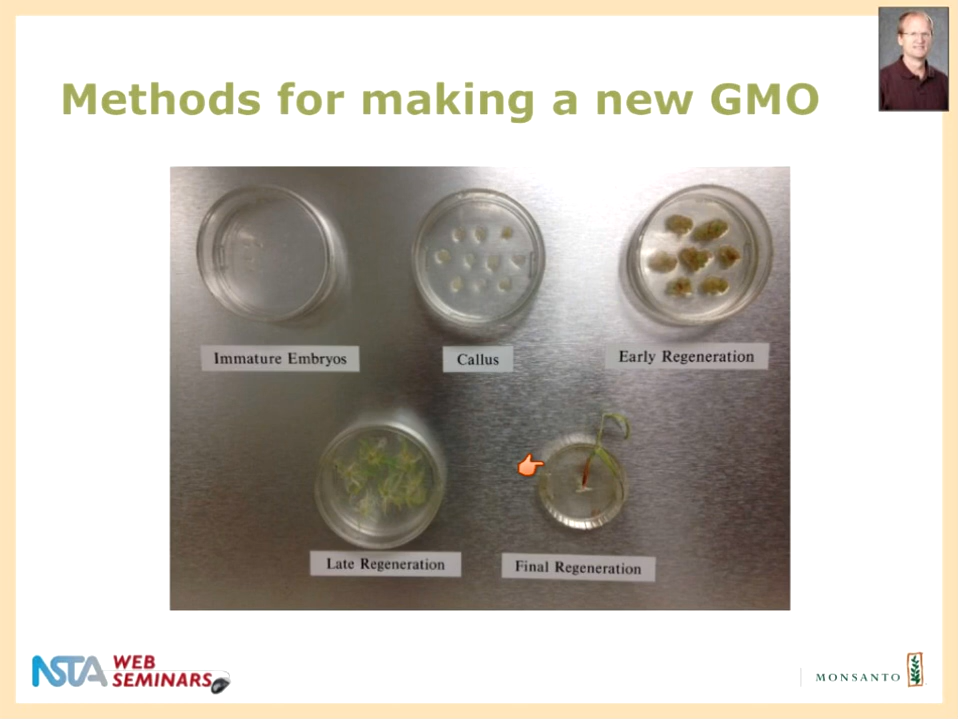 Methods for making a new GMO
Immature Embryos
Callus
Early Regeneration
Late Regeneration
Final Regeneration
NSTA WEB
SEMINARS
MONSANTO